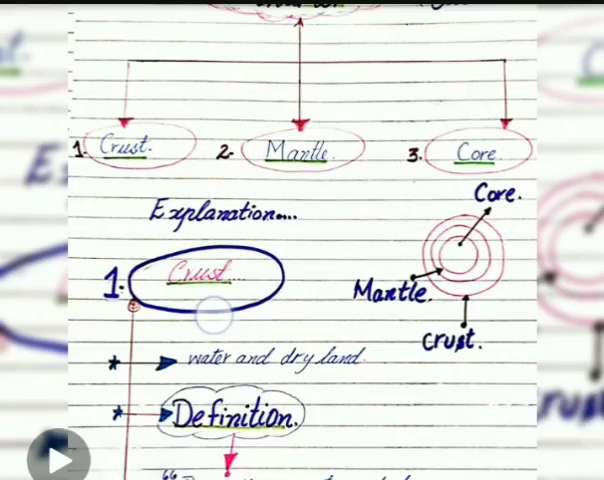 1. Crust. 2- Mantle. 3. Core.
Explanation....
Core.
1. Crust....
Mantle.
Crust.
* water and dry land.
* Definition.